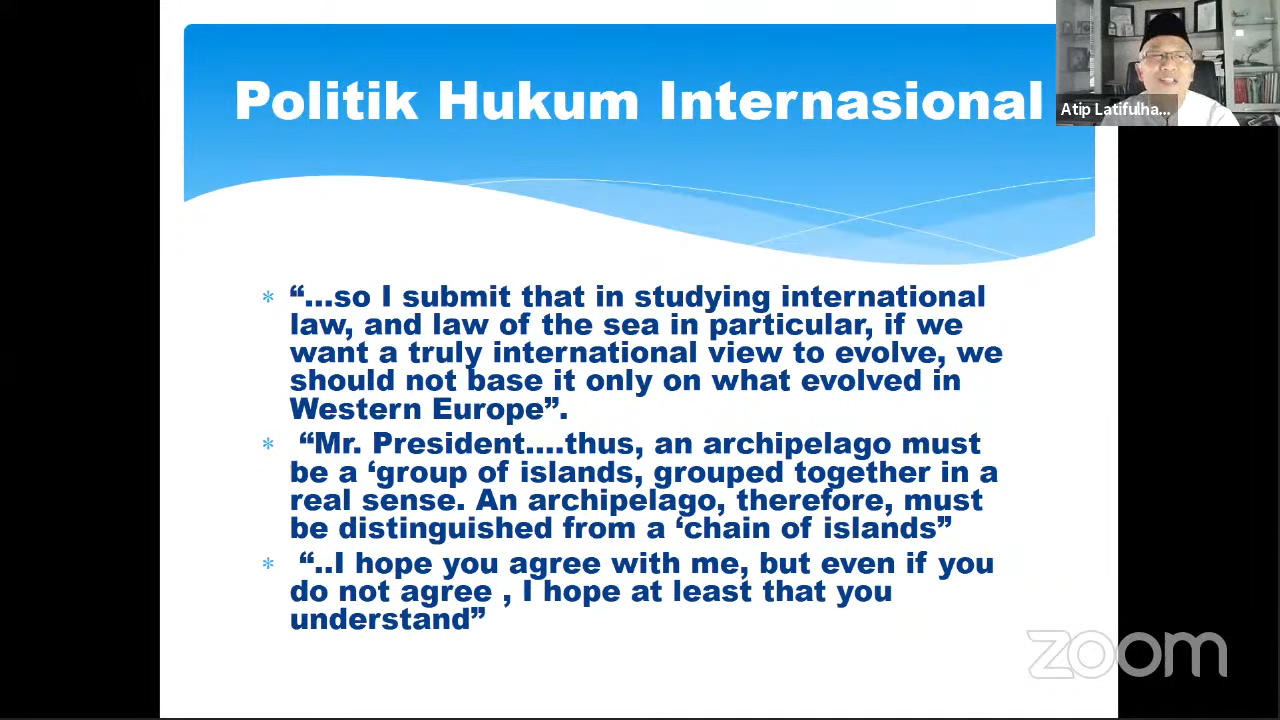 Politik Hukum Internasional
Atip Latifulha...
* “...so I submit that in studying international
law, and law of the sea in particular, if we
want a truly international view to evolve, we
should not base it only on what evolved in
Western Europe”.
* “Mr. President....thus, an archipelago must
be a ‘group of islands, grouped together in a
real sense. An archipelago, therefore, must
be distinguished from a ‘chain of islands”
* “..I hope you agree with me, but even if you
do not agree , I hope at least that you
understand”
zoom